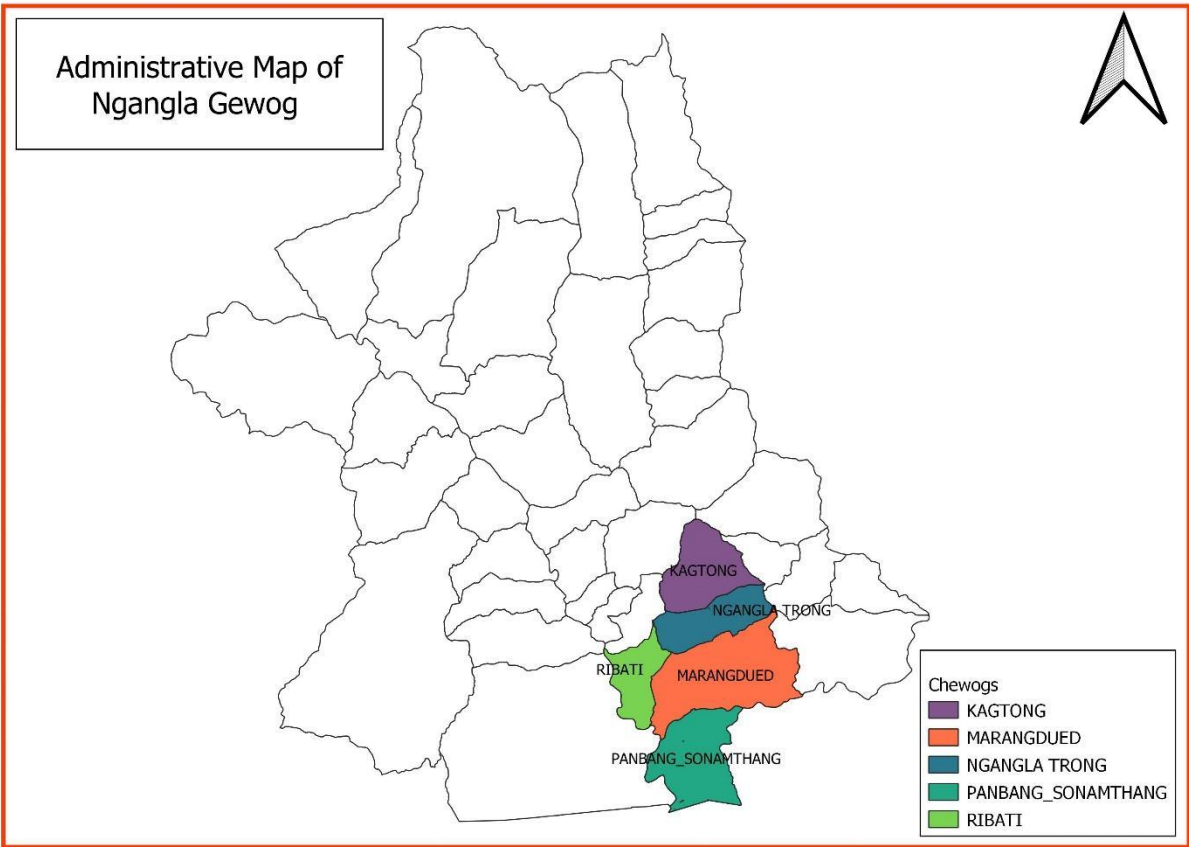 Administrative Map of
Ngangla Gewog
KAGTONG
NGANGLA TRONG
RIBATI
MARANGDUED
PANBANG_SONAMTHANG
Chewogs
KAGTONG
MARANGDUED
NGANGLA TRONG
PANBANG_SONAMTHANG
RIBATI